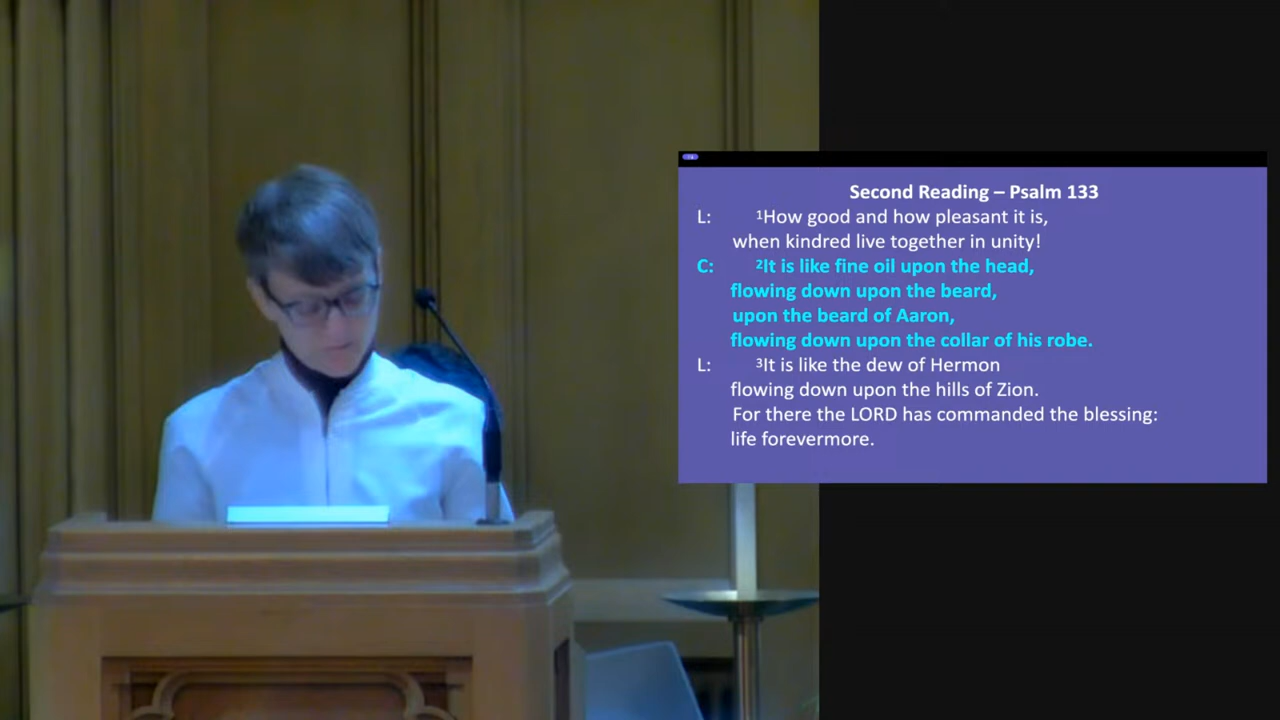 Second Reading – Psalm 133
L: ¹How good and how pleasant it is,
when kindred live together in unity!
C: ²It is like fine oil upon the head,
flowing down upon the beard,
upon the beard of Aaron,
flowing down upon the collar of his robe.
L: ³It is like the dew of Hermon
flowing down upon the hills of Zion.
For there the LORD has commanded the blessing:
life forevermore.